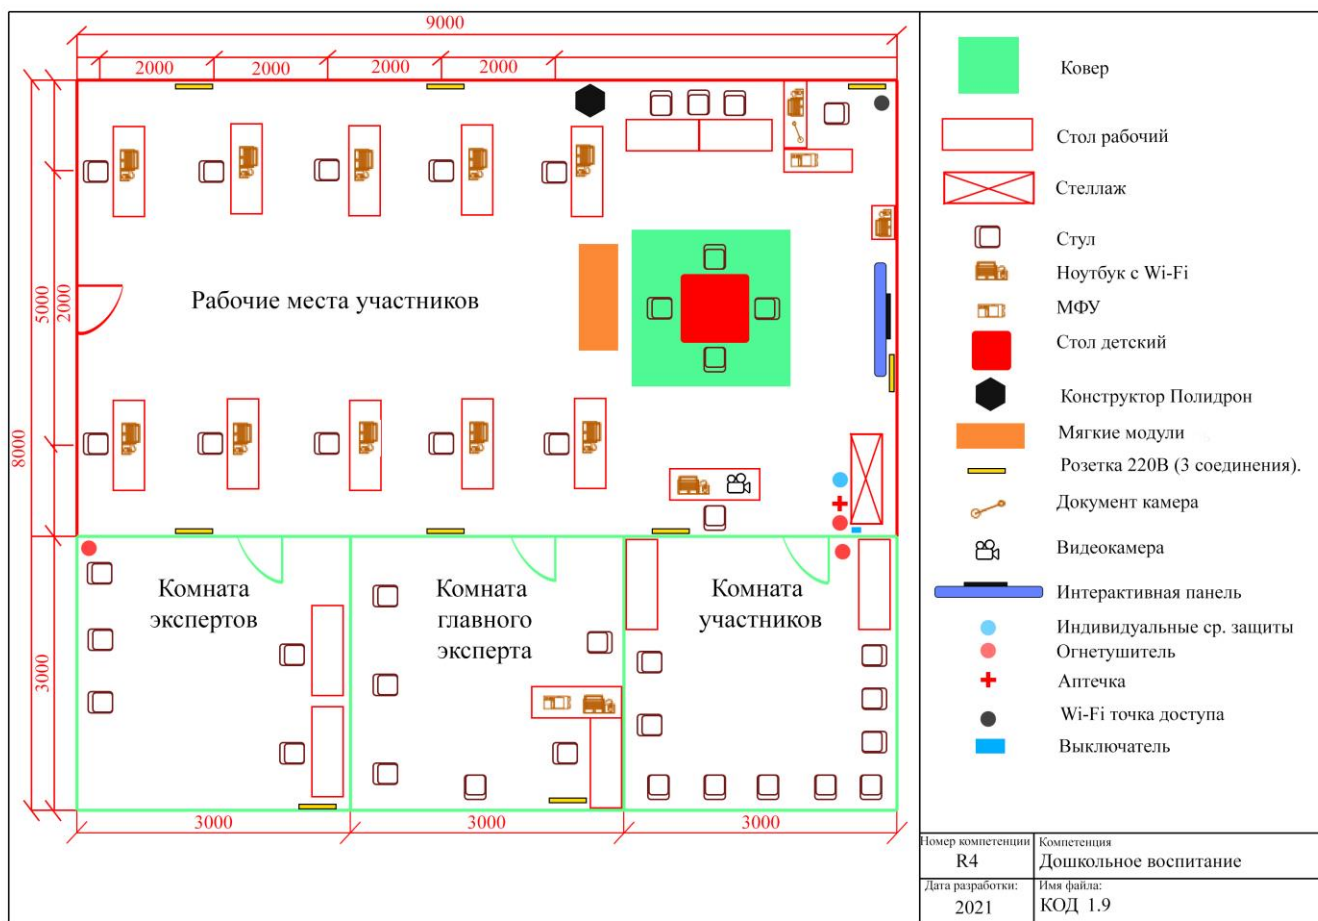 9000
2000
2000
2000
2000
8000
5000
2000
3000
Рабочие места участников
Комната
экспертов
Комната
главного
эксперта
Комната
участников
3000
3000
3000
Ковер
Стол рабочий
Стеллаж
Стул
Ноутбук с Wi-Fi
МФУ
Стол детский
Конструктор Полидрон
Мягкие модули
Розетка 220В (3 соединения).
Документ камера
Видеокамера
Интерактивная панель
Индивидуальные ср. защиты
Огнетушитель
Аптечка
Wi-Fi точка доступа
Выключатель
Номер компетенции
R4
Компетенция
Дошкольное воспитание
Дата разработки:
2021
Имя файла:
КОД 1.9